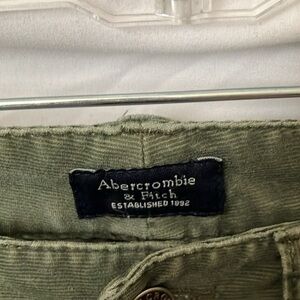 Abercrombie
& Fitch
ESTABLISHED 1892